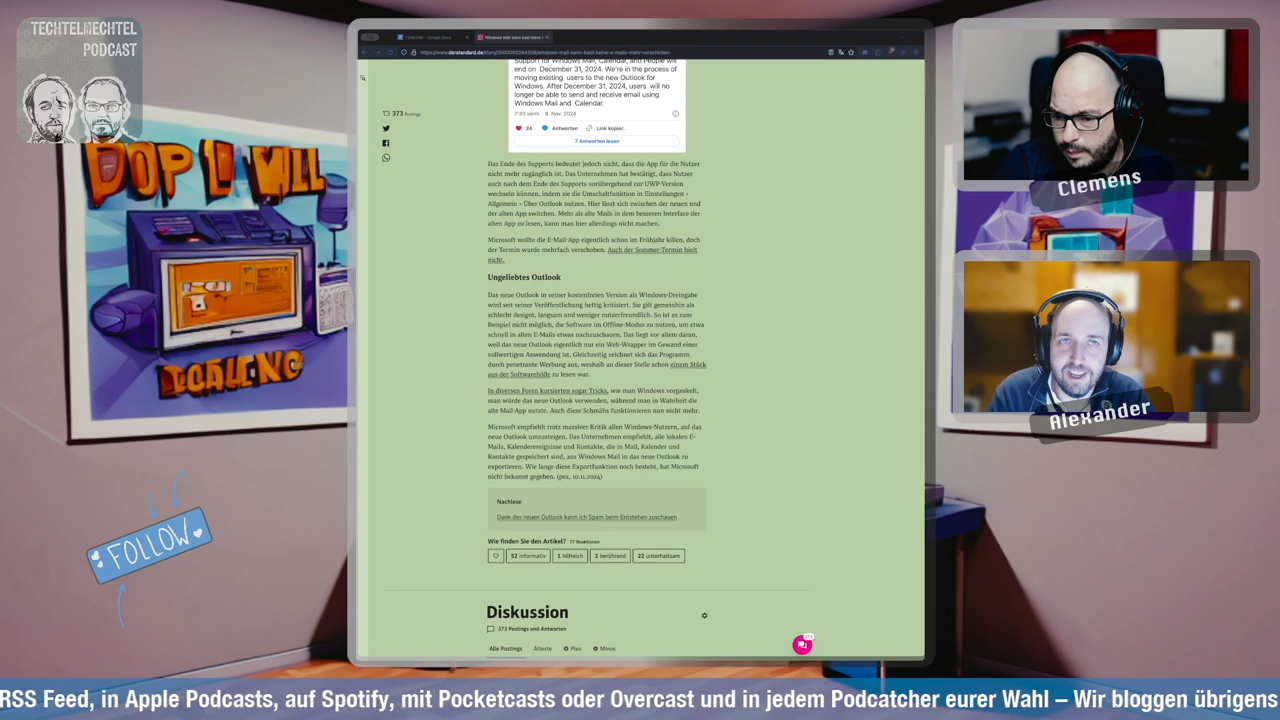 TECHTELMECHTEL
PODCAST
https://www.derstandard.de/story/3000000244258/windows-mail-kann-bald-keine-e-mails-mehr-verschicken
Support for Windows Mail, Calendar, and People will
end on December 31, 2024. We're in the process of
moving existing users to the new Outlook for
Windows. After December 31, 2024, users will no
longer be able to send and receive email using
Windows Mail and Calendar.
7:33 vorm. · 8. Nov. 2024
24 Antworten Link kopier.
7 Antworten lesen
373 Postings
Das Ende des Supports bedeutet jedoch nicht, dass die App für die Nutzer
nicht mehr zugänglich ist. Das Unternehmen hat bestätigt, dass Nutzer
auch nach dem Ende des Supports vorübergehend zur UWP-Version
wechseln können, indem sie die Umschaltfunktion in Einstellungen >
Allgemein > Über Outlook nutzen. Hier lässt sich zwischen der neuen und
der alten App switchen. Mehr als alte Mails in dem besseren Interface der
alten App zu lesen, kann man hier allerdings nicht machen.
Microsoft wollte die E-Mail-App eigentlich schon im Frühjahr killen, doch
der Termin wurde mehrfach verschoben. Auch der Sommer-Termin hielt
nicht.
Ungeliebtes Outlook
Das neue Outlook in seiner kostenfreien Version als Windows-Dreingabe
wird seit seiner Veröffentlichung heftig kritisiert. Sie gilt gemeinhin als
schlecht designt, langsam und weniger nutzerfreundlich. So ist es zum
Beispiel nicht möglich, die Software im Offline-Modus zu nutzen, um etwa
schnell in alten E-Mails etwas nachzuschauen. Das liegt vor allem daran,
weil das neue Outlook eigentlich nur ein Web-Wrapper im Gewand einer
vollwertigen Anwendung ist. Gleichzeitig zeichnet sich das Programm
durch penetrante Werbung aus, weshalb an dieser Stelle schon einem Stück
aus der Softwarehölle zu lesen war.
In diversen Foren kursierten sogar Tricks, wie man Windows vorgaukelt,
man würde das neue Outlook verwenden, während man in Wahrheit die
alte Mail-App nutzte. Auch diese Schmähs funktionieren nun nicht mehr.
Microsoft empfiehlt trotz massiver Kritik allen Windows-Nutzern, auf das
neue Outlook umzusteigen. Das Unternehmen empfiehlt, alle lokalen E-
Mails, Kalenderereignisse und Kontakte, die in Mail, Kalender und
Kontakte gespeichert sind, aus Windows Mail in das neue Outlook zu
exportieren. Wie lange diese Exportfunktion noch besteht, hat Microsoft
nicht bekannt gegeben. (pez, 10.11.2024)
Nachlese
Dank des neuen Outlook kann ich Spam beim Entstehen zuschauen
Wie finden Sie den Artikel? 77 Reaktionen
52 informativ 1 hilfreich 2 berührend 22 unterhaltsam
Diskussion
373 Postings und Antworten
Alle Postings Älteste Plus Minus
Clemens
Alexander
FOLLOW
RSS Feed, in Apple Podcasts, auf Spotify, mit Pocketcasts oder Overcast und in jedem Podcatcher eurer Wahl – Wir bloggen übrigens